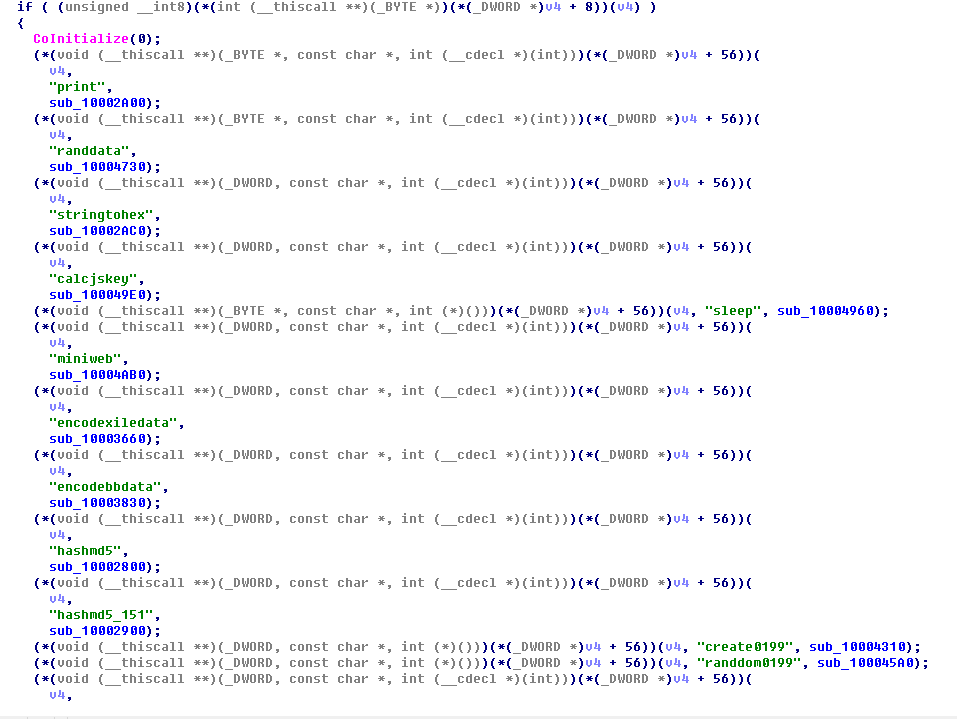 if ( (unsigned __int8)(*(int (__thiscall **)(_BYTE *))(*(_DWORD *)v4 + 8))(v4) )
{
CoInitialize(0);
(*(void (__thiscall **)(_BYTE *, const char *, int (__cdecl *)(int)))(*(_DWORD *)v4 + 56))(
v4,
"print",
sub_10002A00);
(*(void (__thiscall **)(_BYTE *, const char *, int (__cdecl *)(int)))(*(_DWORD *)v4 + 56))(
v4,
"randdata",
sub_10004730);
(*(void (__thiscall **)(_DWORD, const char *, int (__cdecl *)(int)))(*(_DWORD *)v4 + 56))(
v4,
"stringtohex",
sub_10002AC0);
(*(void (__thiscall **)(_DWORD, const char *, int (__cdecl *)(int)))(*(_DWORD *)v4 + 56))(
v4,
"calcjskey",
sub_100049E0);
(*(void (__thiscall **)(_BYTE *, const char *, int (*)()))(*(_DWORD *)v4 + 56))(v4, "sleep", sub_10004960);
(*(void (__thiscall **)(_DWORD, const char *, int (__cdecl *)(int)))(*(_DWORD *)v4 + 56))(
v4,
"miniweb",
sub_10004AB0);
(*(void (__thiscall **)(_DWORD, const char *, int (__cdecl *)(int)))(*(_DWORD *)v4 + 56))(
v4,
"encodexiledata",
sub_10003660);
(*(void (__thiscall **)(_DWORD, const char *, int (__cdecl *)(int)))(*(_DWORD *)v4 + 56))(
v4,
"encodebbdata",
sub_10003830);
(*(void (__thiscall **)(_DWORD, const char *, int (__cdecl *)(int)))(*(_DWORD *)v4 + 56))(
v4,
"hashmd5",
sub_10002800);
(*(void (__thiscall **)(_DWORD, const char *, int (__cdecl *)(int)))(*(_DWORD *)v4 + 56))(
v4,
"hashmd5_151",
sub_10002900);
(*(void (__thiscall **)(_DWORD, const char *, int (*)()))(*(_DWORD *)v4 + 56))(v4, "create0199", sub_10004310);
(*(void (__thiscall **)(_DWORD, const char *, int (*)()))(*(_DWORD *)v4 + 56))(v4, "randdom0199", sub_100045A0);
(*(void (__thiscall **)(_DWORD, const char *, int (__cdecl *)(int)))(*(_DWORD *)v4 + 56))(
v4,